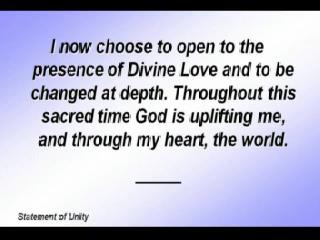 I now choose to open to the
presence of Divine Love and to be
changed at depth. Throughout this
sacred time God is uplifting me,
and through my heart, the world.
Statement of Unity